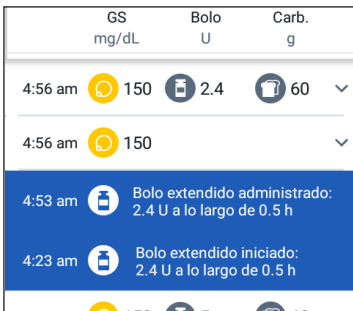 GS Bolo Carb.
mg/dL U g
4:56 am 150 2.4 60
4:56 am 150
4:53 am Bolo extendido administrado:
2.4 U a lo largo de 0.5 h
4:23 am Bolo extendido iniciado:
2.4 U a lo largo de 0.5 h